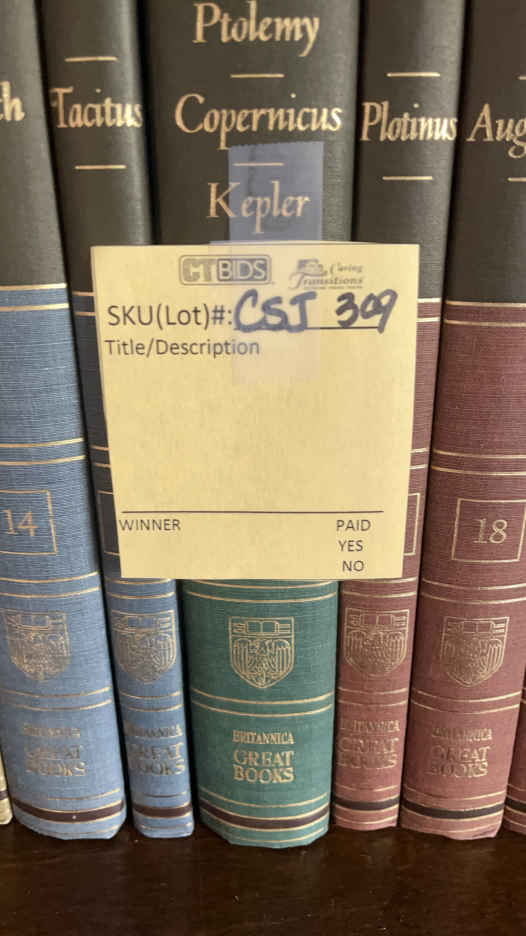 Ptolemy
Copernicus
Kepler
Tacitus
Plotinus
CTBIDS
Caring
Transitions
SKU(Lot)#: CSJ 309
Title/Description
WINNER
PAID
YES
NO
14
18
BRITANNICA
GREAT
BOOKS
BRITANNICA
GREAT
BOOKS
BRITANNICA
GREAT
BOOKS
BRITANNICA
GREAT
BOOKS
BRITANNICA
GREAT
BOOKS